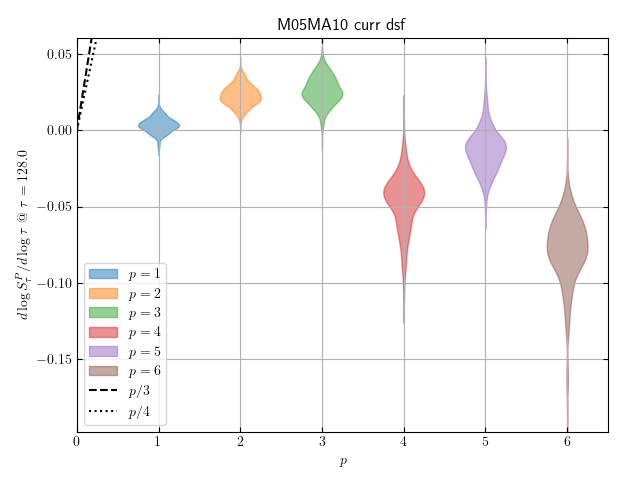 M05MA10 curr dsf
d log S_τ^P / d log τ @ τ = 128.0
0.05
0.00
−0.05
−0.10
−0.15
p = 1
p = 2
p = 3
p = 4
p = 5
p = 6
p/3
p/4
0 1 2 3 4 5 6
p